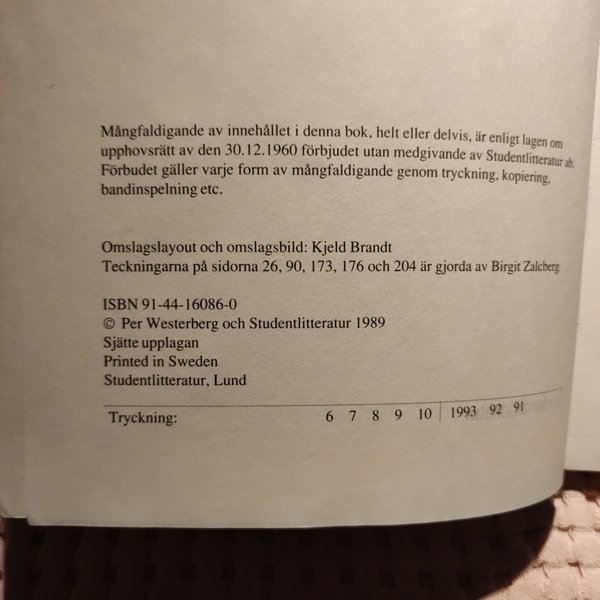 Mångfaldigande av innehållet i denna bok, helt eller delvis, är enligt lagen om
upphovsrätt av den 30.12.1960 förbjudet utan medgivande av Studentlitteratur ab.
Förbudet gäller varje form av mångfaldigande genom tryckning, kopiering,
bandinspelning etc.
Omslagslayout och omslagsbild: Kjeld Brandt
Teckningarna på sidorna 26, 90, 173, 176 och 204 är gjorda av Birgit Zalcberg
ISBN 91-44-16086-0
© Per Westerberg och Studentlitteratur 1989
Sjätte upplagan
Printed in Sweden
Studentlitteratur, Lund
Tryckning: 6 7 8 9 10 | 1993 92 91